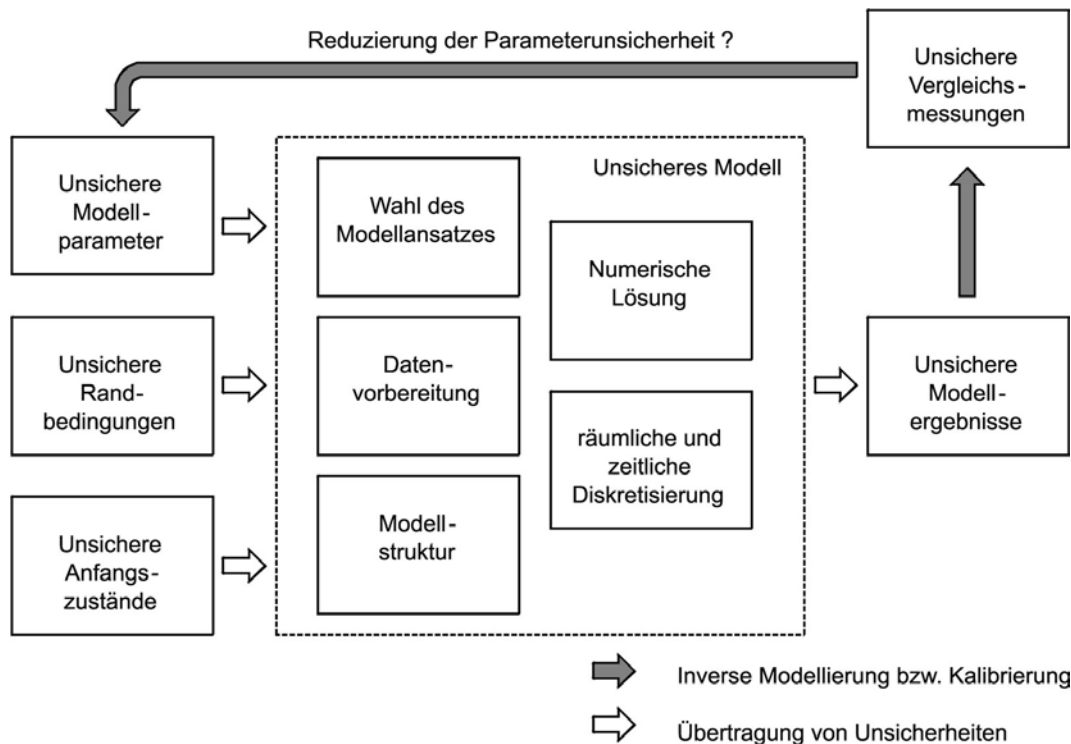 Reduzierung der Parameterunsicherheit ?
Unsichere
Vergleichs-
messungen
Unsichere
Modell-
parameter
Unsichere
Rand-
bedingungen
Unsichere
Anfangs-
zustände
Unsicheres Modell
Wahl des
Modellansatzes
Daten-
vorbereitung
Modell-
struktur
Numerische
Lösung
räumliche und
zeitliche
Diskretisierung
Unsichere
Modell-
ergebnisse
Inverse Modellierung bzw. Kalibrierung
Übertragung von Unsicherheiten